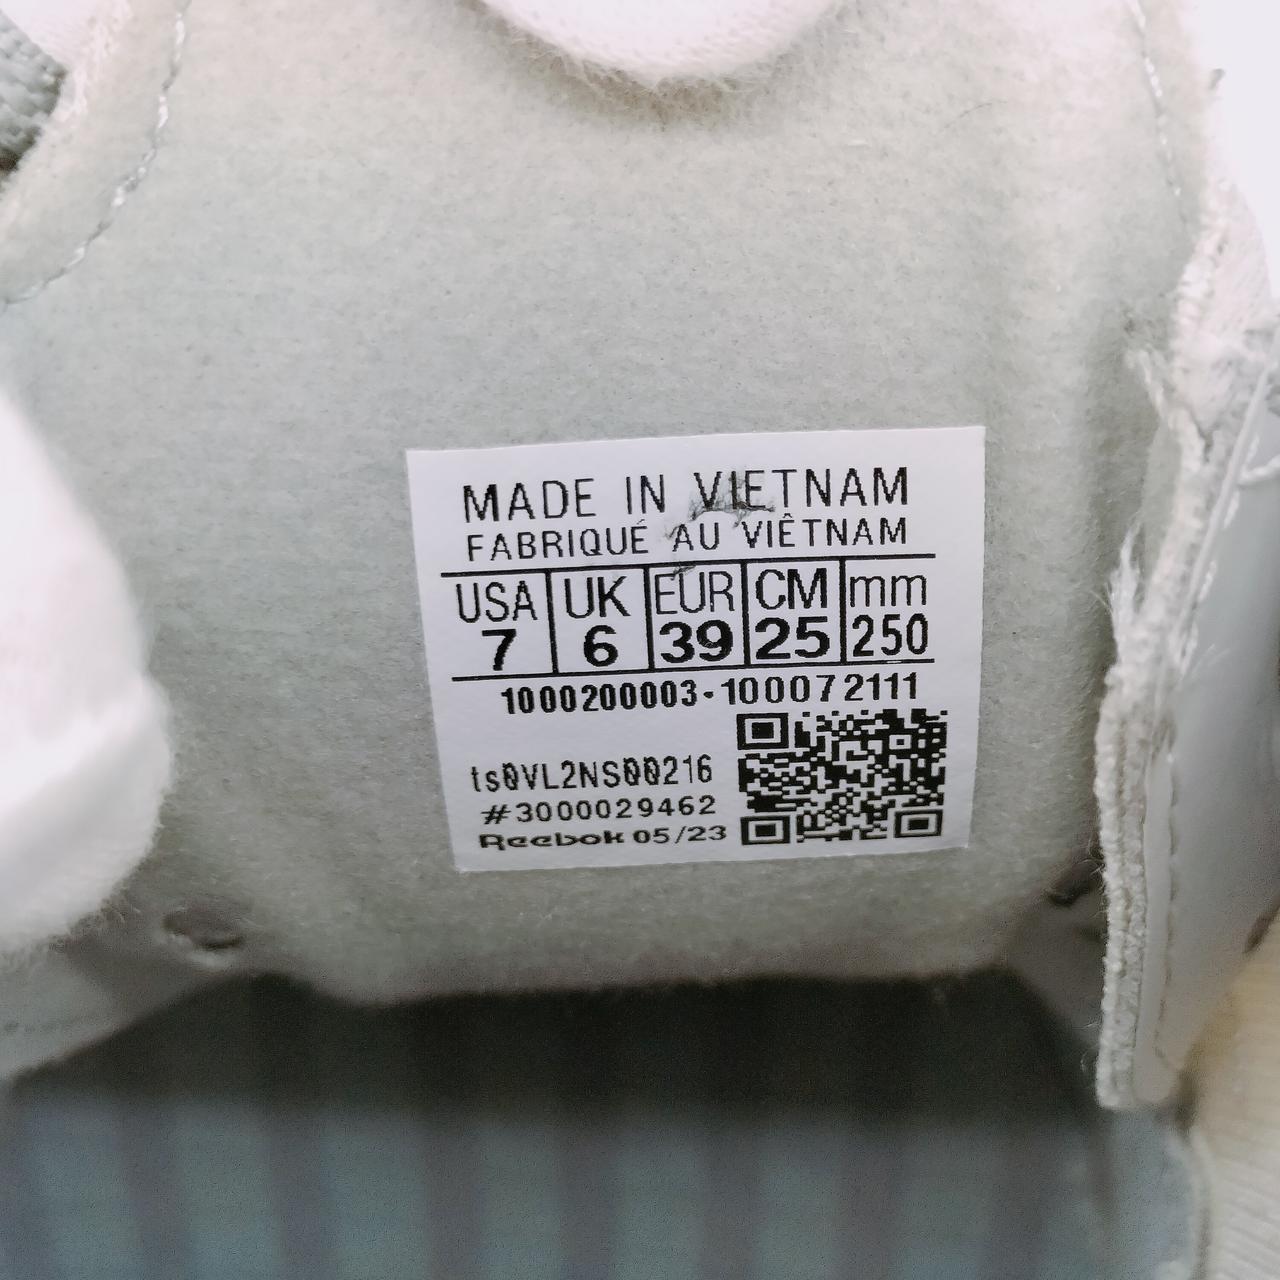 MADE IN VIETNAM
FABRIQUÉ AU VIÊTNAM
USA UK EUR CM mm
7 6 39 25 250
1000200003-100072111
ts0VL2NS00216
#3000029462
Reebok 05/23